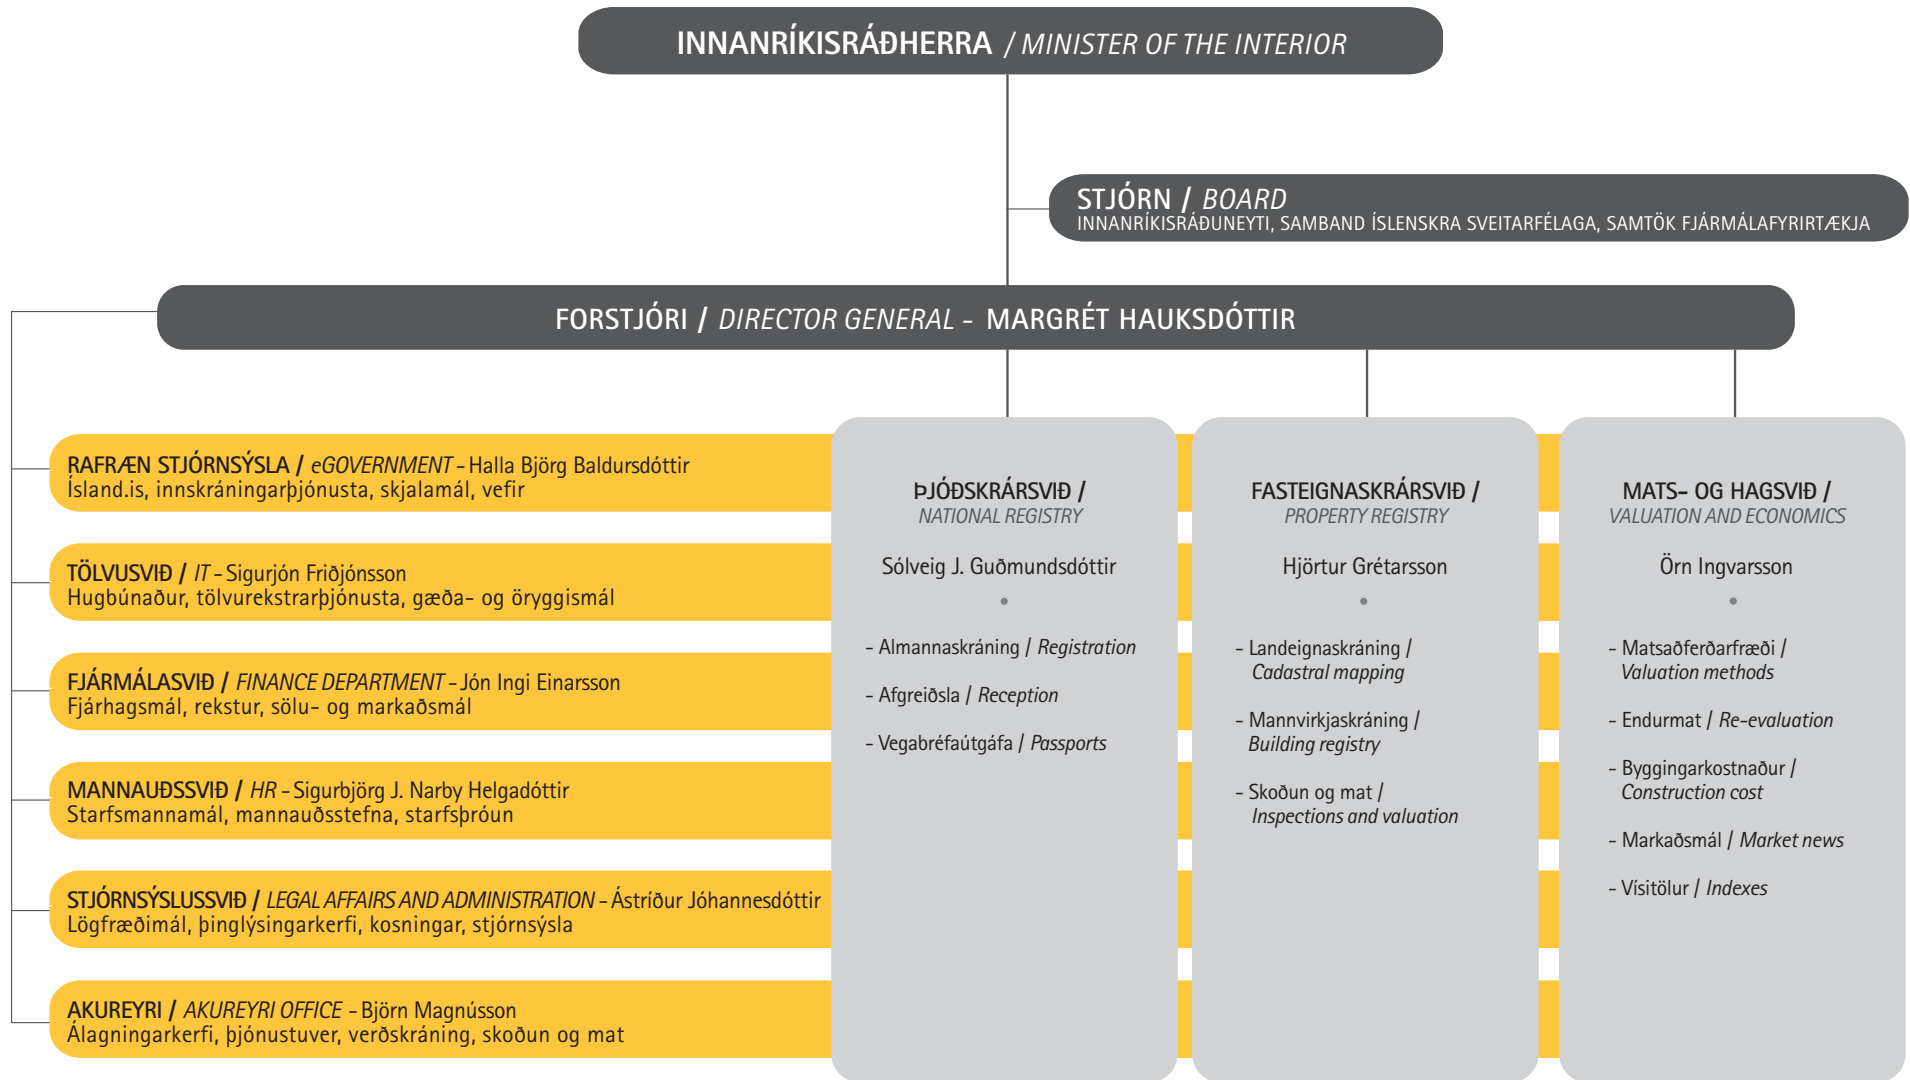 INNANRÍKISRÁÐHERRA / MINISTER OF THE INTERIOR
STJÓRN / BOARD
INNANRÍKISRÁÐUNEYTI, SAMBAND ÍSLENSKRA SVEITARFÉLAGA, SAMTÖK FJÁRMÁLAFYRIRTÆKJA
FORSTJÓRI / DIRECTOR GENERAL - MARGRÉT HAUKSDÓTTIR
RAFRÆN STJÓRNSÝSLA / eGOVERNMENT - Halla Björg Baldursdóttir
Ísland.is, innskráningarþjónusta, skjalamál, vefir
TÖLVUSVIÐ / IT - Sigurjón Friðjónsson
Hugbúnaður, tölvurekstrarþjónusta, gæða- og öryggismál
FJÁRMÁLASVIÐ / FINANCE DEPARTMENT - Jón Ingi Einarsson
Fjárhagsmál, rekstur, sölu- og markaðsmál
MANNAUÐSSVIÐ / HR - Sigurbjörg J. Narby Helgadóttir
Starfsmannamál, mannauðsstefna, starfsþróun
STJÓRNSÝSLUSSVIÐ / LEGAL AFFAIRS AND ADMINISTRATION - Ástríður Jóhannesdóttir
Lögfræðimál, þinglýsingarkerfi, kosningar, stjórnsýsla
AKUREYRI / AKUREYRI OFFICE - Björn Magnússon
Álagningarkerfi, þjónustuver, verðskráning, skoðun og mat
ÞJÓÐSKRÁRSVIÐ /
NATIONAL REGISTRY
Sólveig J. Guðmundsdóttir
•
- Almannaskráning / Registration
- Afgreiðsla / Reception
- Vegabréfaútgáfa / Passports
FASTEIGNASKRÁRSVIÐ /
PROPERTY REGISTRY
Hjörtur Grétarsson
•
- Landeignaskráning /
Cadastral mapping
- Mannvirkjaskráning /
Building registry
- Skoðun og mat /
Inspections and valuation
MATS- OG HAGSVIÐ /
VALUATION AND ECONOMICS
Örn Ingvarsson
•
- Matsaðferðarfræði /
Valuation methods
- Endurmat / Re-evaluation
- Byggingarkostnaður /
Construction cost
- Markaðsmál / Market news
- Vísitölur / Indexes